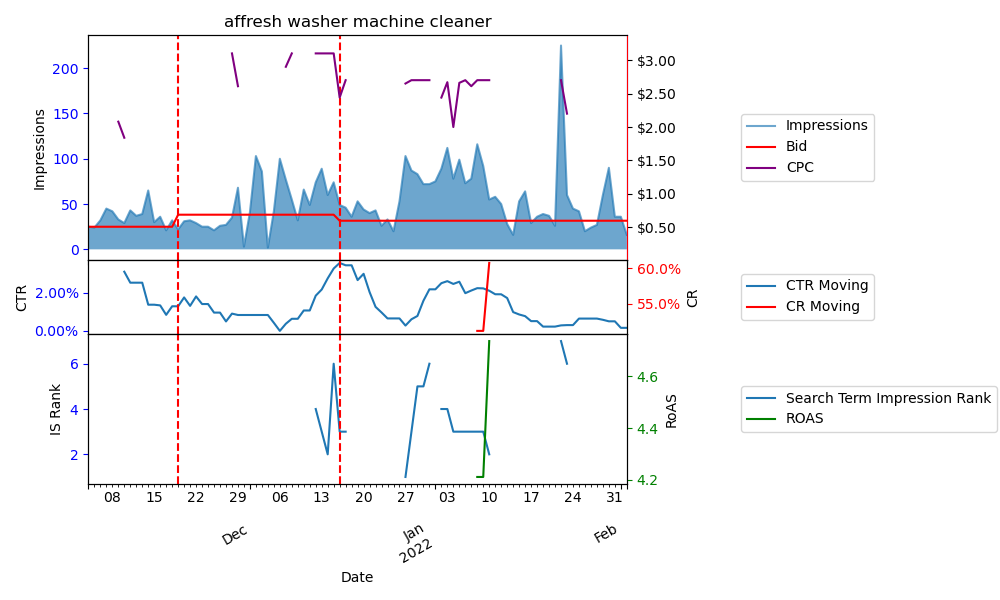 affresh washer machine cleaner
Impressions
200
150
100
50
0
$3.00
$2.50
$2.00
$1.50
$1.00
$0.50
Impressions
Bid
CPC
CTR
2.00%
0.00%
60.0%
55.0%
CR
CTR Moving
CR Moving
IS Rank
6
4
2
4.6
4.4
4.2
RoAS
Search Term Impression Rank
ROAS
08 15 22 29 06 13 20 27 03 10 17 24 31
Dec Jan Feb
2022
Date